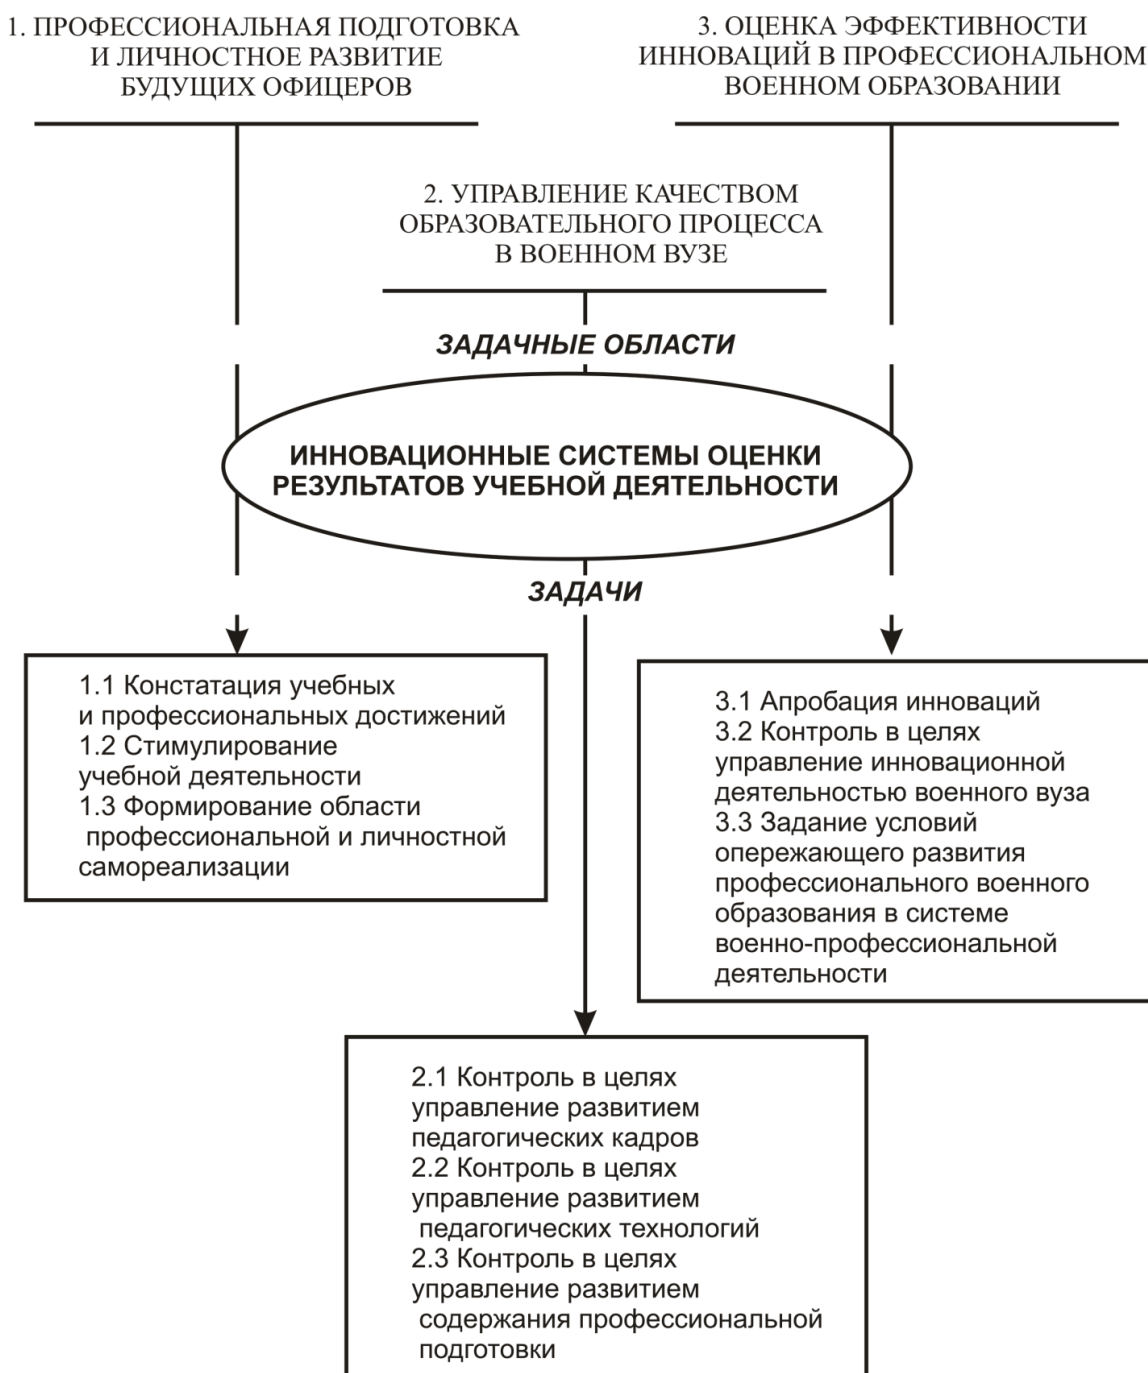 1. ПРОФЕССИОНАЛЬНАЯ ПОДГОТОВКА
И ЛИЧНОСТНОЕ РАЗВИТИЕ
БУДУЩИХ ОФИЦЕРОВ
3. ОЦЕНКА ЭФФЕКТИВНОСТИ
ИННОВАЦИЙ В ПРОФЕССИОНАЛЬНОМ
ВОЕННОМ ОБРАЗОВАНИИ
2. УПРАВЛЕНИЕ КАЧЕСТВОМ
ОБРАЗОВАТЕЛЬНОГО ПРОЦЕССА
В ВОЕННОМ ВУЗЕ
ЗАДАЧНЫЕ ОБЛАСТИ
ИННОВАЦИОННЫЕ СИСТЕМЫ ОЦЕНКИ
РЕЗУЛЬТАТОВ УЧЕБНОЙ ДЕЯТЕЛЬНОСТИ
ЗАДАЧИ
1.1 Констатация учебных
и профессиональных достижений
1.2 Стимулирование
учебной деятельности
1.3 Формирование области
профессиональной и личностной
самореализации
3.1 Апробация инноваций
3.2 Контроль в целях
управление инновационной
деятельностью военного вуза
3.3 Задание условий
опережающего развития
профессионального военного
образования в системе
военно-профессиональной
деятельности
2.1 Контроль в целях
управление развитием
педагогических кадров
2.2 Контроль в целях
управление развитием
педагогических технологий
2.3 Контроль в целях
управление развитием
содержания профессиональной
подготовки